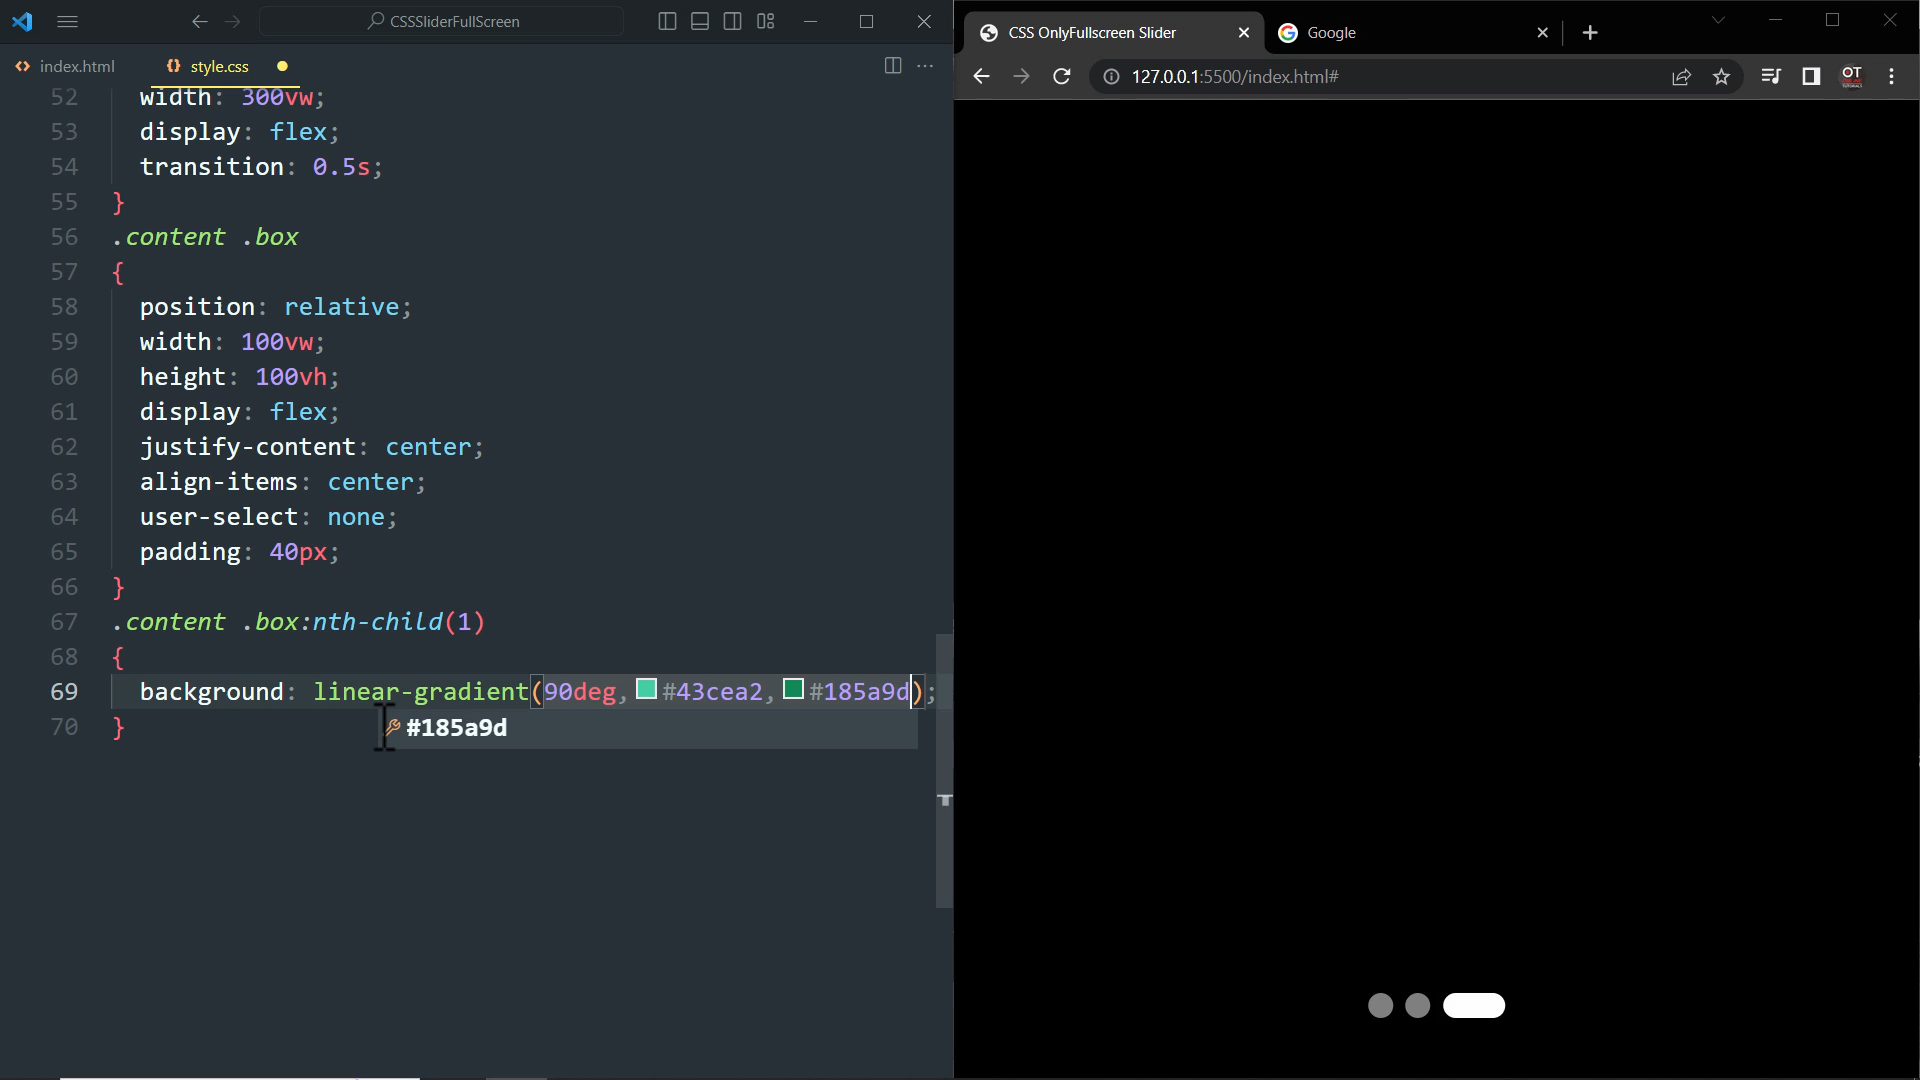 CSSSliderFullScreen
index.html
style.css
52 width: 300vw;
53 display: flex;
54 transition: 0.5s;
55 }
56 .content .box
57 {
58 position: relative;
59 width: 100vw;
60 height: 100vh;
61 display: flex;
62 justify-content: center;
63 align-items: center;
64 user-select: none;
65 padding: 40px;
66 }
67 .content .box:nth-child(1)
68 {
69 background: linear-gradient(90deg, #43cea2, #185a9d);
#185a9d
70 }
CSS OnlyFullscreen Slider
Google
127.0.0.1:5500/index.html#
OT